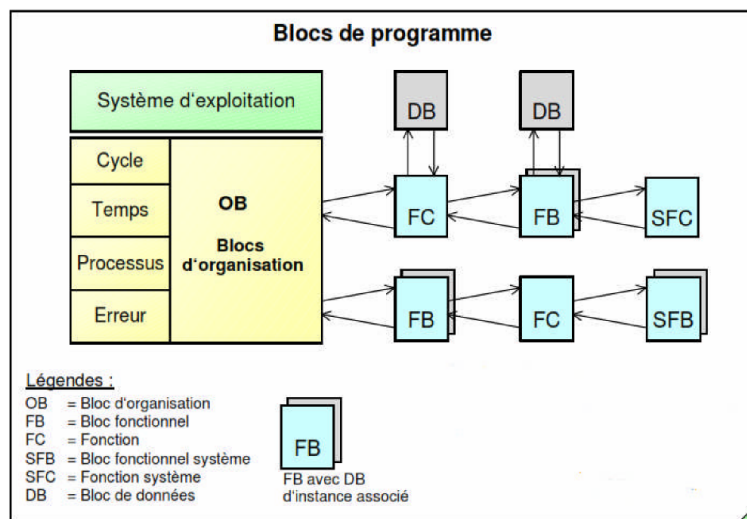 Blocs de programme
Système d'exploitation
DB
DB
Cycle
Temps
Processus
Erreur
OB
Blocs
d'organisation
FC
FB
SFC
FB
FC
SFB
Légendes :
OB = Bloc d'organisation
FB = Bloc fonctionnel
FC = Fonction
SFB = Bloc fonctionnel système
SFC = Fonction système
DB = Bloc de données
FB
FB avec DB
d'instance associé